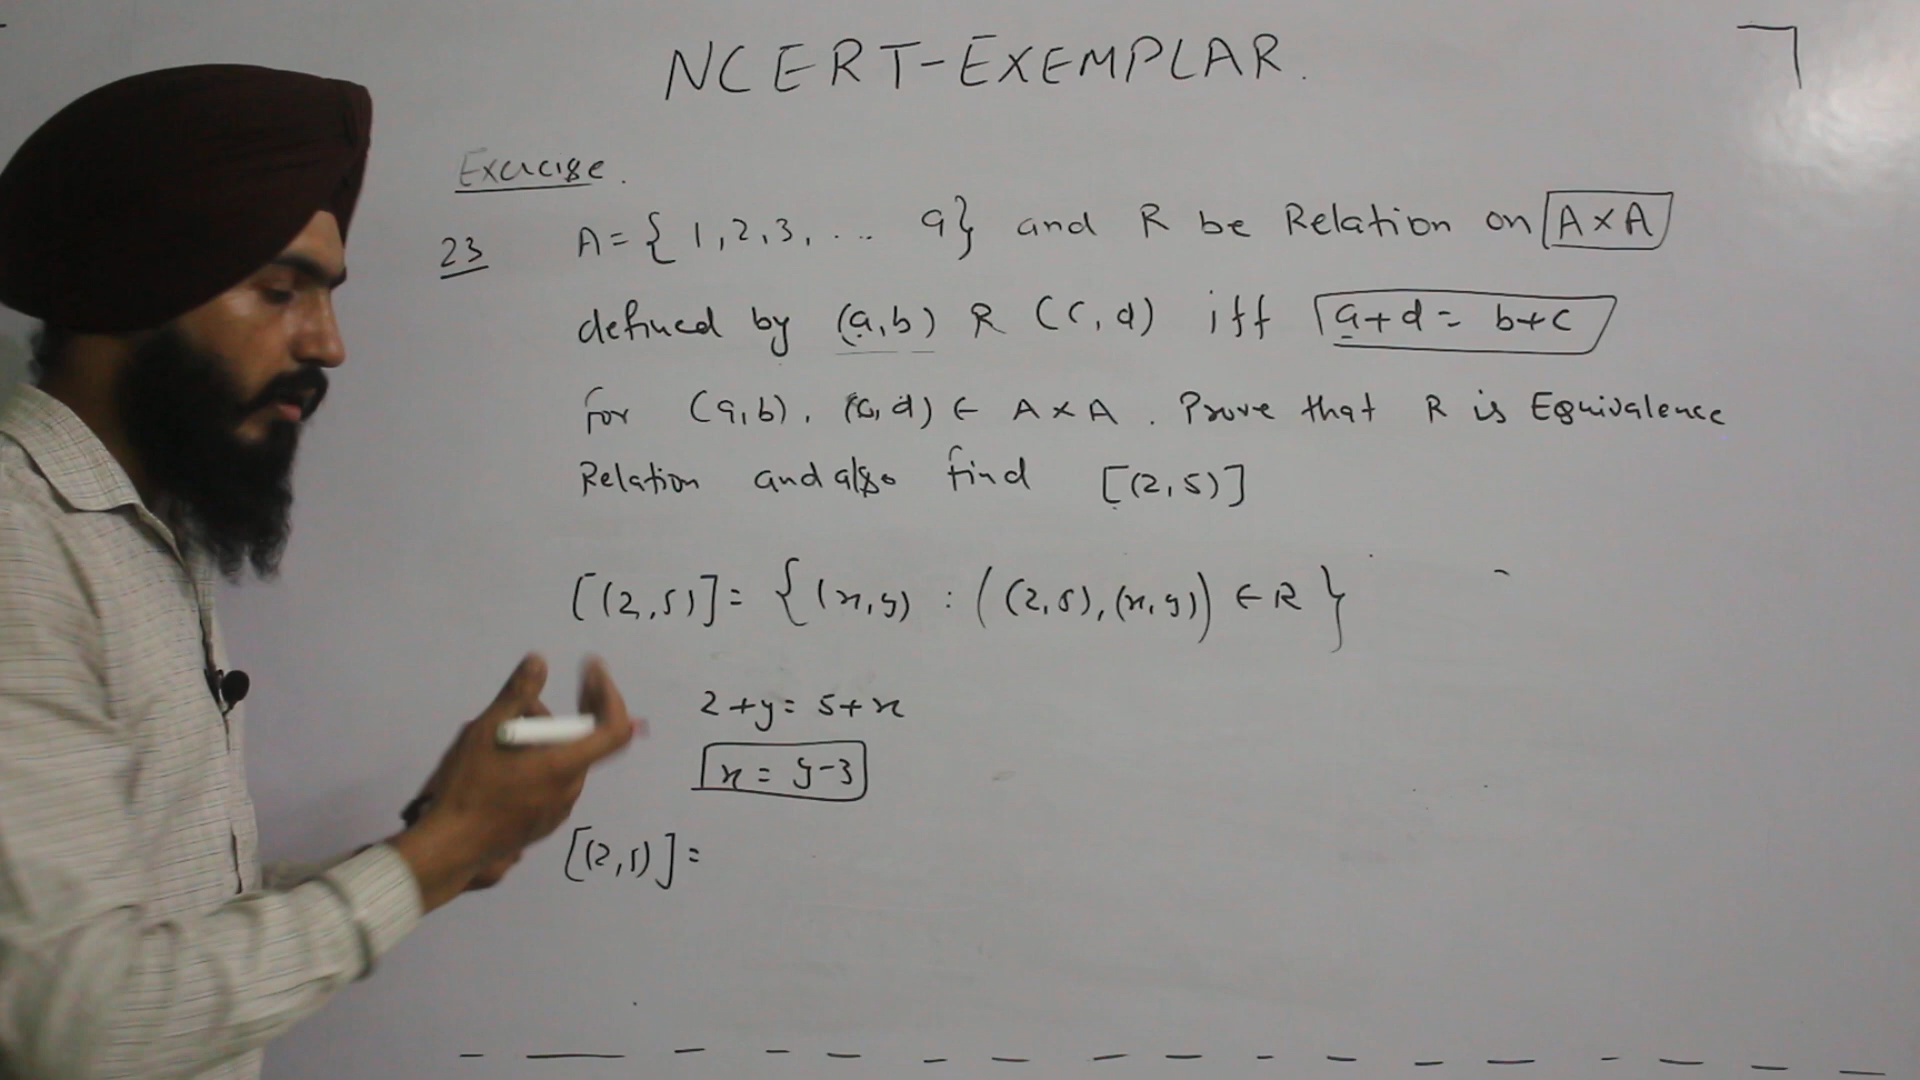 NCERT-EXEMPLAR.
Exercise.
23 A = { 1, 2, 3, ... 9} and R be Relation on A×A
defined by (a,b) R (c,d) iff a+d = b+c
for (a,b), (c,d) ∈ A×A. Prove that R is Equivalence
Relation and also find [(2,5)]
[(2,5)] = {(x,y) : ((2,5),(x,y)) ∈ R }
2+y = 5+x
x = y-3
[(2,5)] =